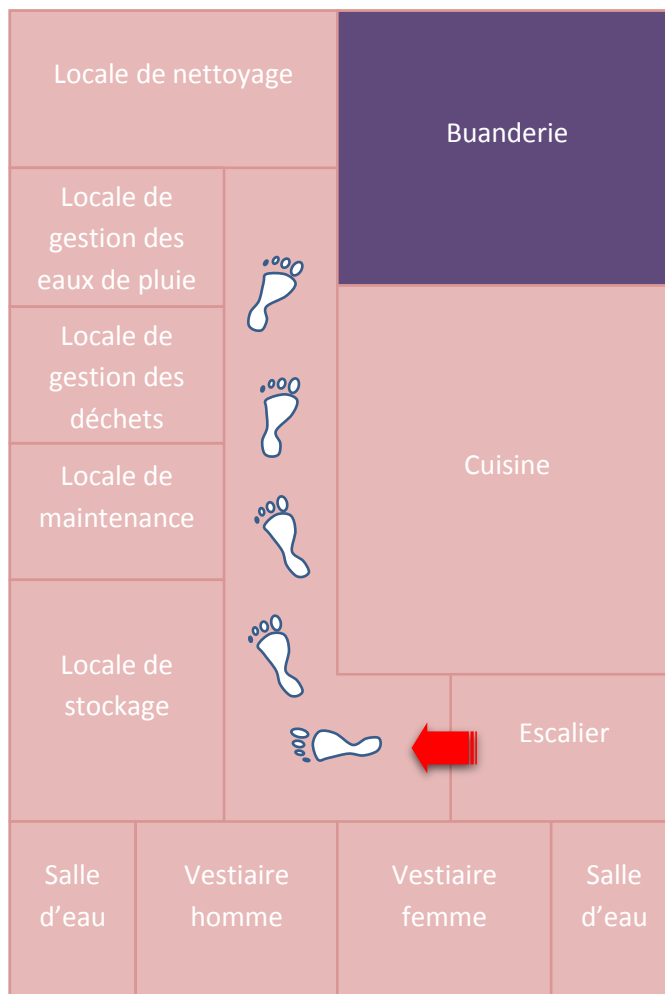 Locale de nettoyage
Buanderie
Locale de
gestion des
eaux de pluie
Locale de
gestion des
déchets
Cuisine
Locale de
maintenance
Locale de
stockage
Escalier
Salle
d’eau
Vestiaire
homme
Vestiaire
femme
Salle
d’eau